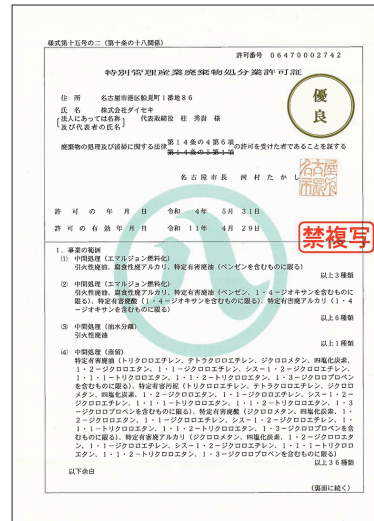 様式第十五号の二（第十条の十八関係）
許可番号 06470002742
特別管理産業廃棄物処分業許可証
優良
住 所 名古屋市港区船見町1番地86
氏 名 株式会社ダイセキ
（法人にあっては名称及び代表者の氏名） 代表取締役 柱 秀貴 様
廃棄物の処理及び清掃に関する法律第14条の4第6項の許可を受けた者であることを証する
第14条の5第1項
名古屋市長 河村たかし
許可の年月日 令和 4年 5月 31日
許可の有効年月日 令和 11年 4月 29日
禁複写
1．事業の範囲
(1) 中間処理（エマルジョン燃料化）
引火性廃油、腐食性廃アルカリ、特定有害廃油（ベンゼンを含むものに限る）
以上3種類
(2) 中間処理（エマルジョン燃料化）
引火性廃油、腐食性廃アルカリ、特定有害廃油（ベンゼン、1・4－ジオキサンを含むものに
限る）、特定有害廃酸（1・4－ジオキサンを含むものに限る）、特定有害廃アルカリ（1・4
－ジオキサンを含むものに限る）
以上6種類
(3) 中間処理（油水分離）
引火性廃油
以上1種類
(4) 中間処理（蒸留）
特定有害廃油（トリクロロエチレン、テトラクロロエチレン、ジクロロメタン、四塩化炭素、
1・2－ジクロロエタン、1・1－ジクロロエチレン、シス－1・2－ジクロロエチレン、
1・1・1－トリクロロエタン、1・1・2－トリクロロエタン、1・3－ジクロロプロペン
を含むものに限る）、特定有害汚泥（トリクロロエチレン、テトラクロロエチレン、ジクロロ
メタン、四塩化炭素、1・2－ジクロロエタン、1・1－ジクロロエチレン、シス－1・2－
ジクロロエチレン、1・1・1－トリクロロエタン、1・1・2－トリクロロエタン、1・3
－ジクロロプロペンを含むものに限る）、特定有害廃酸（ジクロロメタン、四塩化炭素、1・
2－ジクロロエタン、1・1－ジクロロエチレン、シス－1・2－ジクロロエチレン、1・
1・1－トリクロロエタン、1・1・2－トリクロロエタン、1・3－ジクロロプロペンを含
むものに限る）、特定有害廃アルカリ（ジクロロメタン、四塩化炭素、1・2－ジクロロエタ
ン、1・1－ジクロロエチレン、シス－1・2－ジクロロエチレン、1・1・1－トリクロロ
エタン、1・1・2－トリクロロエタン、1・3－ジクロロプロペンを含むものに限る）
以上36種類
以下余白
（裏面に続く）